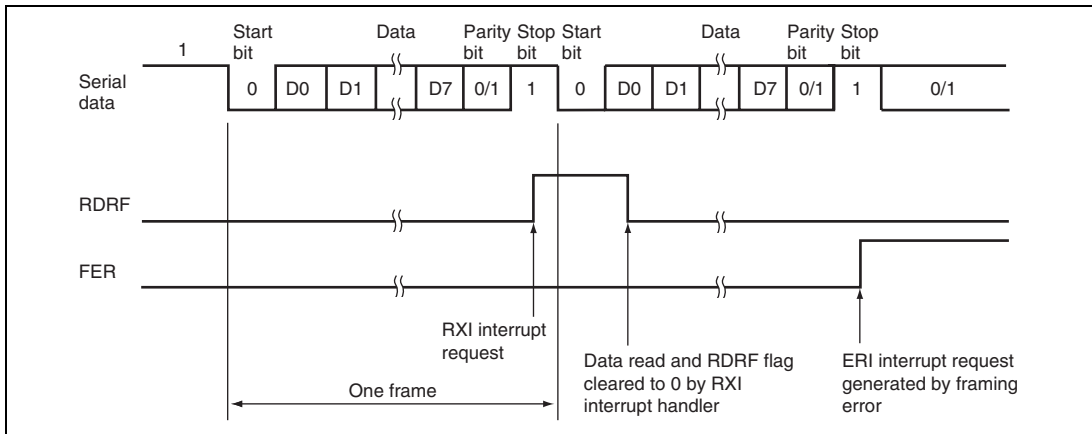 1
Start bit
Data
Parity bit
Stop bit
Start bit
Data
Parity bit
Stop bit
Serial data
0 D0 D1 D7 0/1 1 0 D0 D1 D7 0/1 1 0/1
RDRF
FER
RXI interrupt
request
Data read and RDRF flag
cleared to 0 by RXI
interrupt handler
ERI interrupt request
generated by framing
error
One frame